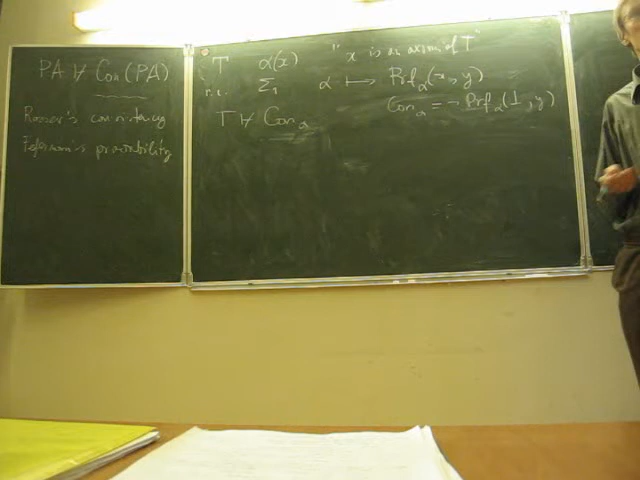 PA ⊬ Con(PA)
Rosser's consistency
Feferman's provability
T α(x) "x is an axiom of T"
r.e. Σ₁ α ⟼ Prf_α(x, y)
Con_α = ¬ Prf_α(⊥, y)
T ⊬ Con_α